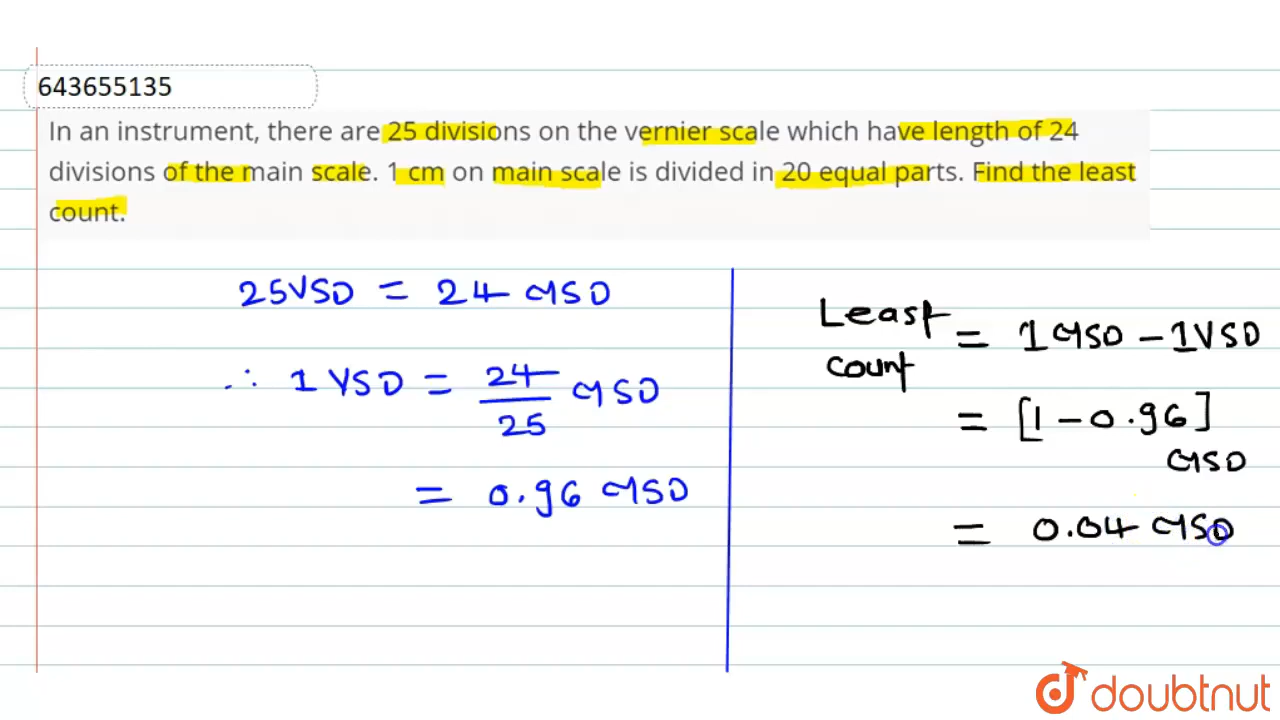 643655135
In an instrument, there are 25 divisions on the vernier scale which have length of 24
divisions of the main scale. 1 cm on main scale is divided in 20 equal parts. Find the least
count.
25VSD = 24 MSD
∴ 1 VSD = 24/25 MSD
= 0.96 MSD
Least count = 1 MSD - 1VSD
= [1 - 0.96]
MSD
= 0.04 MSD
doubtnut